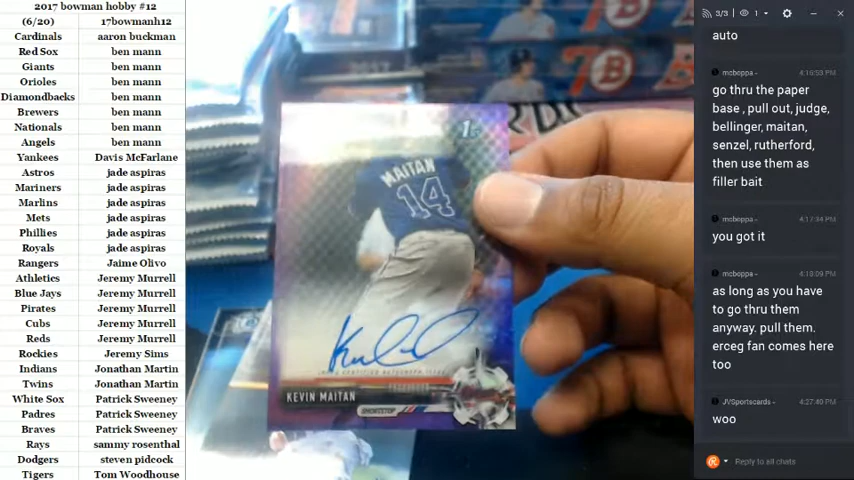 2017 bowman hobby #12
(6/20) 17bowmanh12
Cardinals aaron buckman
Red Sox ben mann
Giants ben mann
Orioles ben mann
Diamondbacks ben mann
Brewers ben mann
Nationals ben mann
Angels ben mann
Yankees Davis McFarlane
Astros jade aspiras
Mariners jade aspiras
Marlins jade aspiras
Mets jade aspiras
Phillies jade aspiras
Royals jade aspiras
Rangers Jaime Olivo
Athletics Jeremy Murrell
Blue Jays Jeremy Murrell
Pirates Jeremy Murrell
Cubs Jeremy Murrell
Reds Jeremy Murrell
Rockies Jeremy Sims
Indians Jonathan Martin
Twins Jonathan Martin
White Sox Patrick Sweeney
Padres Patrick Sweeney
Braves Patrick Sweeney
Rays sammy rosenthal
Dodgers steven pidcock
Tigers Tom Woodhouse
1st
MAITAN
14
KEVIN MAITAN
SHORTSTOP
3/3 1
auto
mcboppa 4:16:53 PM
go thru the paper
base , pull out, judge,
bellinger, maitan,
senzel, rutherford,
then use them as
filler bait
mcboppa 4:17:34 PM
you got it
mcboppa 4:18:09 PM
as long as you have
to go thru them
anyway. pull them.
erceg fan comes here
too
JVSportscards 4:27:40 PM
woo
Reply to all chats